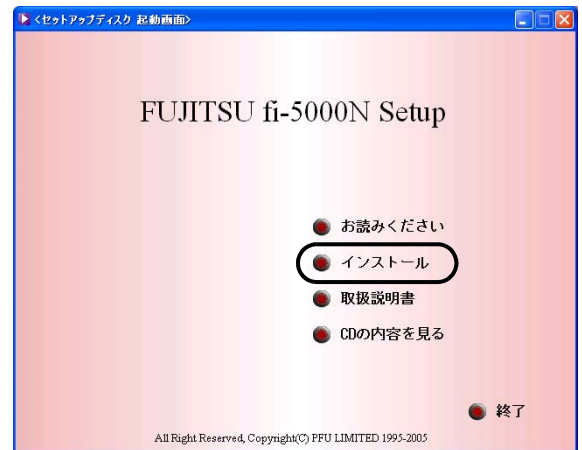 <セットアップディスク 起動画面>
FUJITSU fi-5000N Setup
お読みください
インストール
取扱説明書
CDの内容を見る
終了
All Right Reserved, Copyright(C) PFU LIMITED 1995-2005